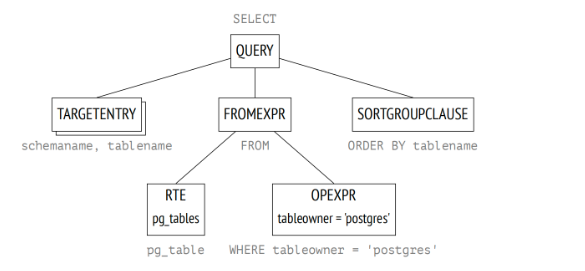 SELECT
QUERY
TARGETENTRY
FROMEXPR
SORTGROUPCLAUSE
schemaname, tablename
FROM
ORDER BY tablename
RTE
pg_tables
OPEXPR
tableowner = 'postgres'
pg_table
WHERE tableowner = 'postgres'